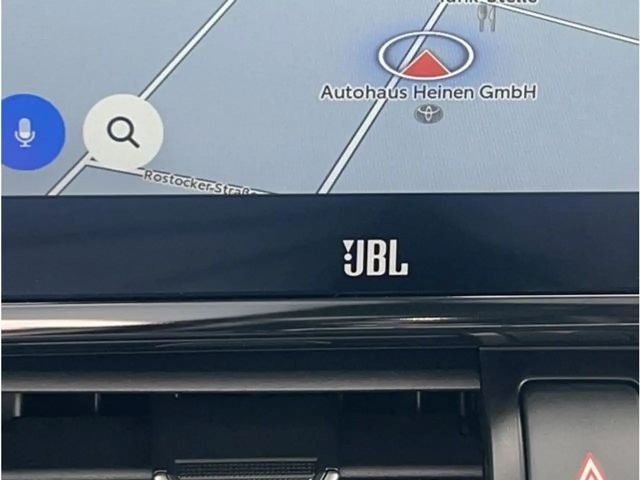 Autohaus Heinen GmbH
Rostocker-Straße
JBL